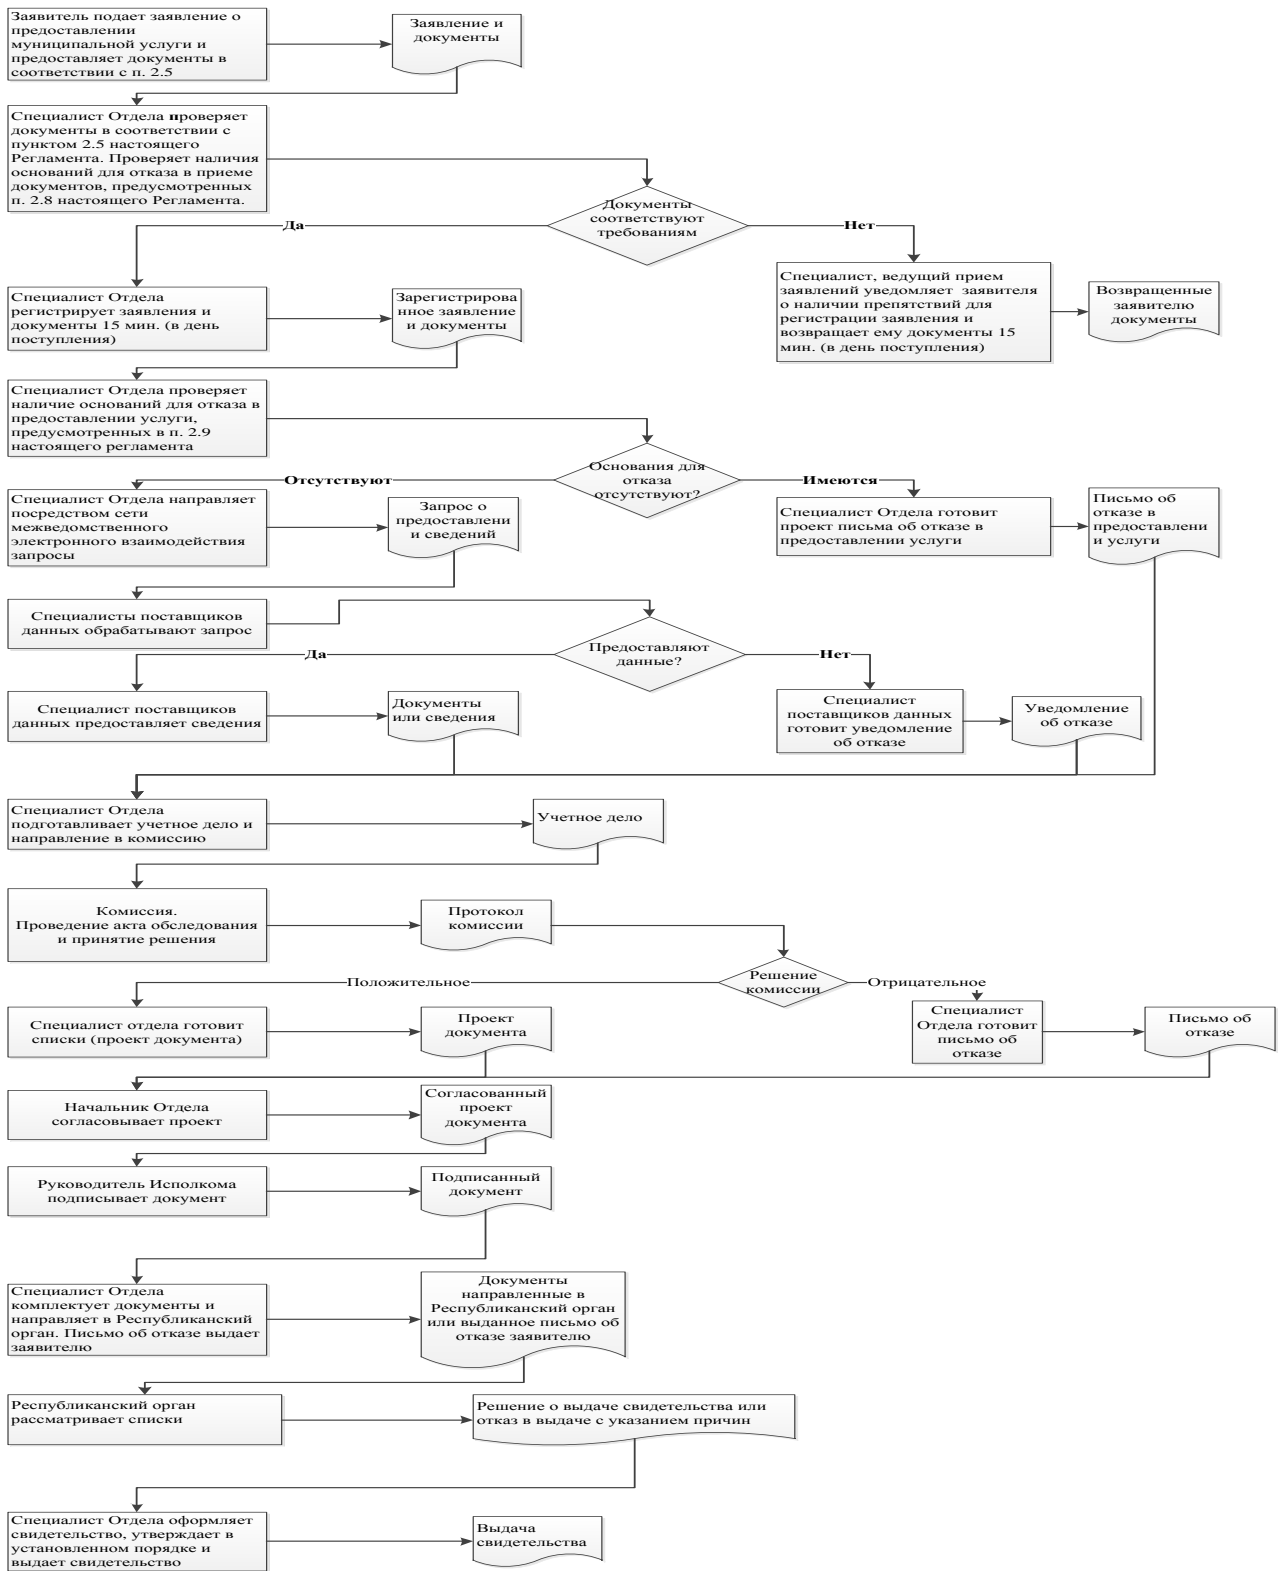 Заявитель подает заявление о
предоставлении
муниципальной услуги и
предоставляет документы в
соответствии с п. 2.5
Заявление и
документы
Специалист Отдела проверяет
документы в соответствии с
пунктом 2.5 настоящего
Регламента. Проверяет наличия
оснований для отказа в приеме
документов, предусмотренных
п. 2.8 настоящего Регламента.
Документы
соответствуют
требованиям
Да
Нет
Специалист Отдела
регистрирует заявления и
документы 15 мин. (в день
поступления)
Зарегистрирова
нное заявление
и документы
Специалист, ведущий прием
заявлений уведомляет заявителя
о наличии препятствий для
регистрации заявления и
возвращает ему документы 15
мин. (в день поступления)
Возвращенные
заявителю
документы
Специалист Отдела проверяет
наличие оснований для отказа в
предоставлении услуги,
предусмотренных в п. 2.9
настоящего регламента
Основания для
отказа
отсутствуют?
Отсутствуют
Имеются
Специалист Отдела направляет
посредством сети
межведомственного
электронного взаимодействия
запросы
Запрос о
предоставлени
и сведений
Специалист Отдела готовит
проект письма об отказе в
предоставлении услуги
Письмо об
отказе в
предоставлени
и услуги
Специалисты поставщиков
данных обрабатывают запрос
Предоставляют
данные?
Да
Нет
Специалист поставщиков
данных предоставляет сведения
Документы
или сведения
Специалист
поставщиков данных
готовит уведомление
об отказе
Уведомление
об отказе
Специалист Отдела
подготавливает учетное дело и
направление в комиссию
Учетное дело
Комиссия.
Проведение акта обследования
и принятие решения
Протокол
комиссии
Решение
комиссии
Положительное
Отрицательное
Специалист отдела готовит
списки (проект документа)
Проект
документа
Специалист
Отдела готовит
письмо об
отказе
Письмо об
отказе
Начальник Отдела
согласовывает проект
Согласованный
проект
документа
Руководитель Исполкома
подписывает документ
Подписанный
документ
Специалист Отдела
комплектует документы и
направляет в Республиканский
орган. Письмо об отказе выдает
заявителю
Документы
направленные в
Республиканский орган
или выданное письмо об
отказе заявителю
Республиканский орган
рассматривает списки
Решение о выдаче свидетельства или
отказ в выдаче с указанием причин
Специалист Отдела оформляет
свидетельство, утверждает в
установленном порядке и
выдает свидетельство
Выдача
свидетельства